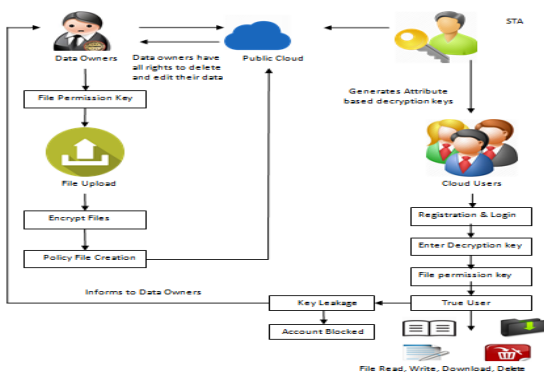 STA
Data Owners
Data owners have
all rights to delete
and edit their data
Public Cloud
Generates Attribute
based decryption keys
File Permission Key
File Upload
Cloud Users
Encrypt Files
Registration & Login
Policy File Creation
Enter Decryption key
File permission key
Informs to Data Owners
Key Leakage
True User
Account Blocked
File Read, Write, Download, Delete